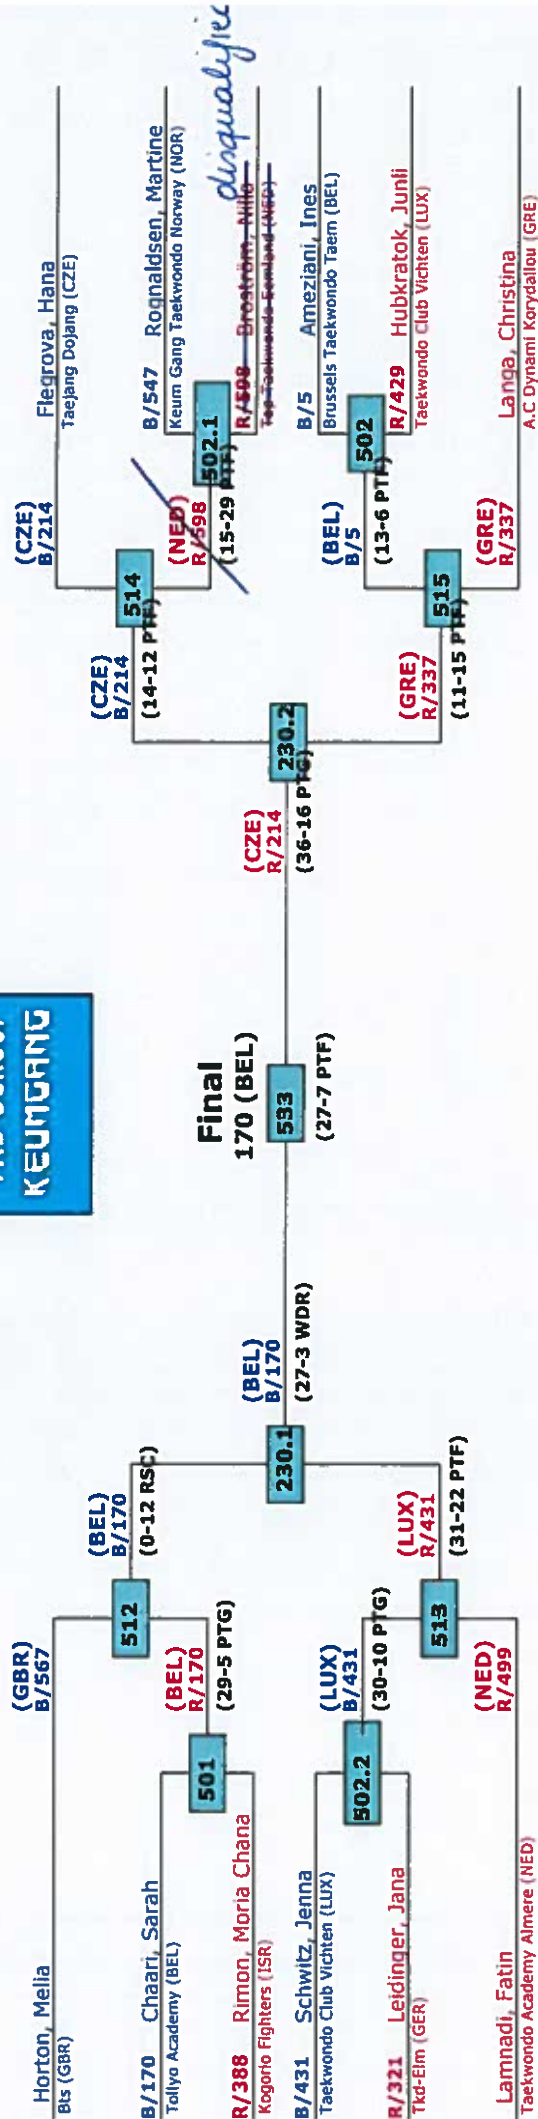 Horton, Melia
Bts (GBR)
(GBR)
B/567
B/170 Chaari, Sarah
Tollyo Academy (BEL)
R/388 Rimon, Moria Chana
Kogorio Fighters (ISR)
501
(BEL)
R/170
(29-5 PTG)
512
(BEL)
B/170
(0-12 RSC)
B/431 Schwitz, Jenna
Taekwondo Club Vichten (LUX)
R/321 Leidinger, Jana
Tkd-Elm (GER)
502.2
(LUX)
B/431
(30-10 PTG)
Lamnadi, Fatin
Taekwondo Academy Almere (NED)
(NED)
R/499
513
(LUX)
R/431
(31-22 PTF)
230.1
(BEL)
B/170
(27-3 WDR)
KEUMGANG
Final
170 (BEL)
533
(27-7 PTF)
(CZE)
R/214
(36-16 PTG)
230.2
(CZE)
B/214
(14-12 PTF)
514
(CZE)
B/214
Flegrova, Hana
Taejang Dojang (CZE)
(NED)
R/598
(15-29 PTF)
502.1
B/547 Rognaldsen, Martine
Keum Gang Taekwondo Norway (NOR)
R/598 Broström,
disqualified
(GRE)
R/337
(11-15 PTF)
515
(BEL)
B/5
(13-6 PTF)
502
B/5 Ameziani, Ines
Brussels Taekwondo Taem (BEL)
R/429 Hubkratok, Junli
Taekwondo Club Vichten (LUX)
(GRE)
R/337
Langa, Christina
A.C Dynami Korydallou (GRE)